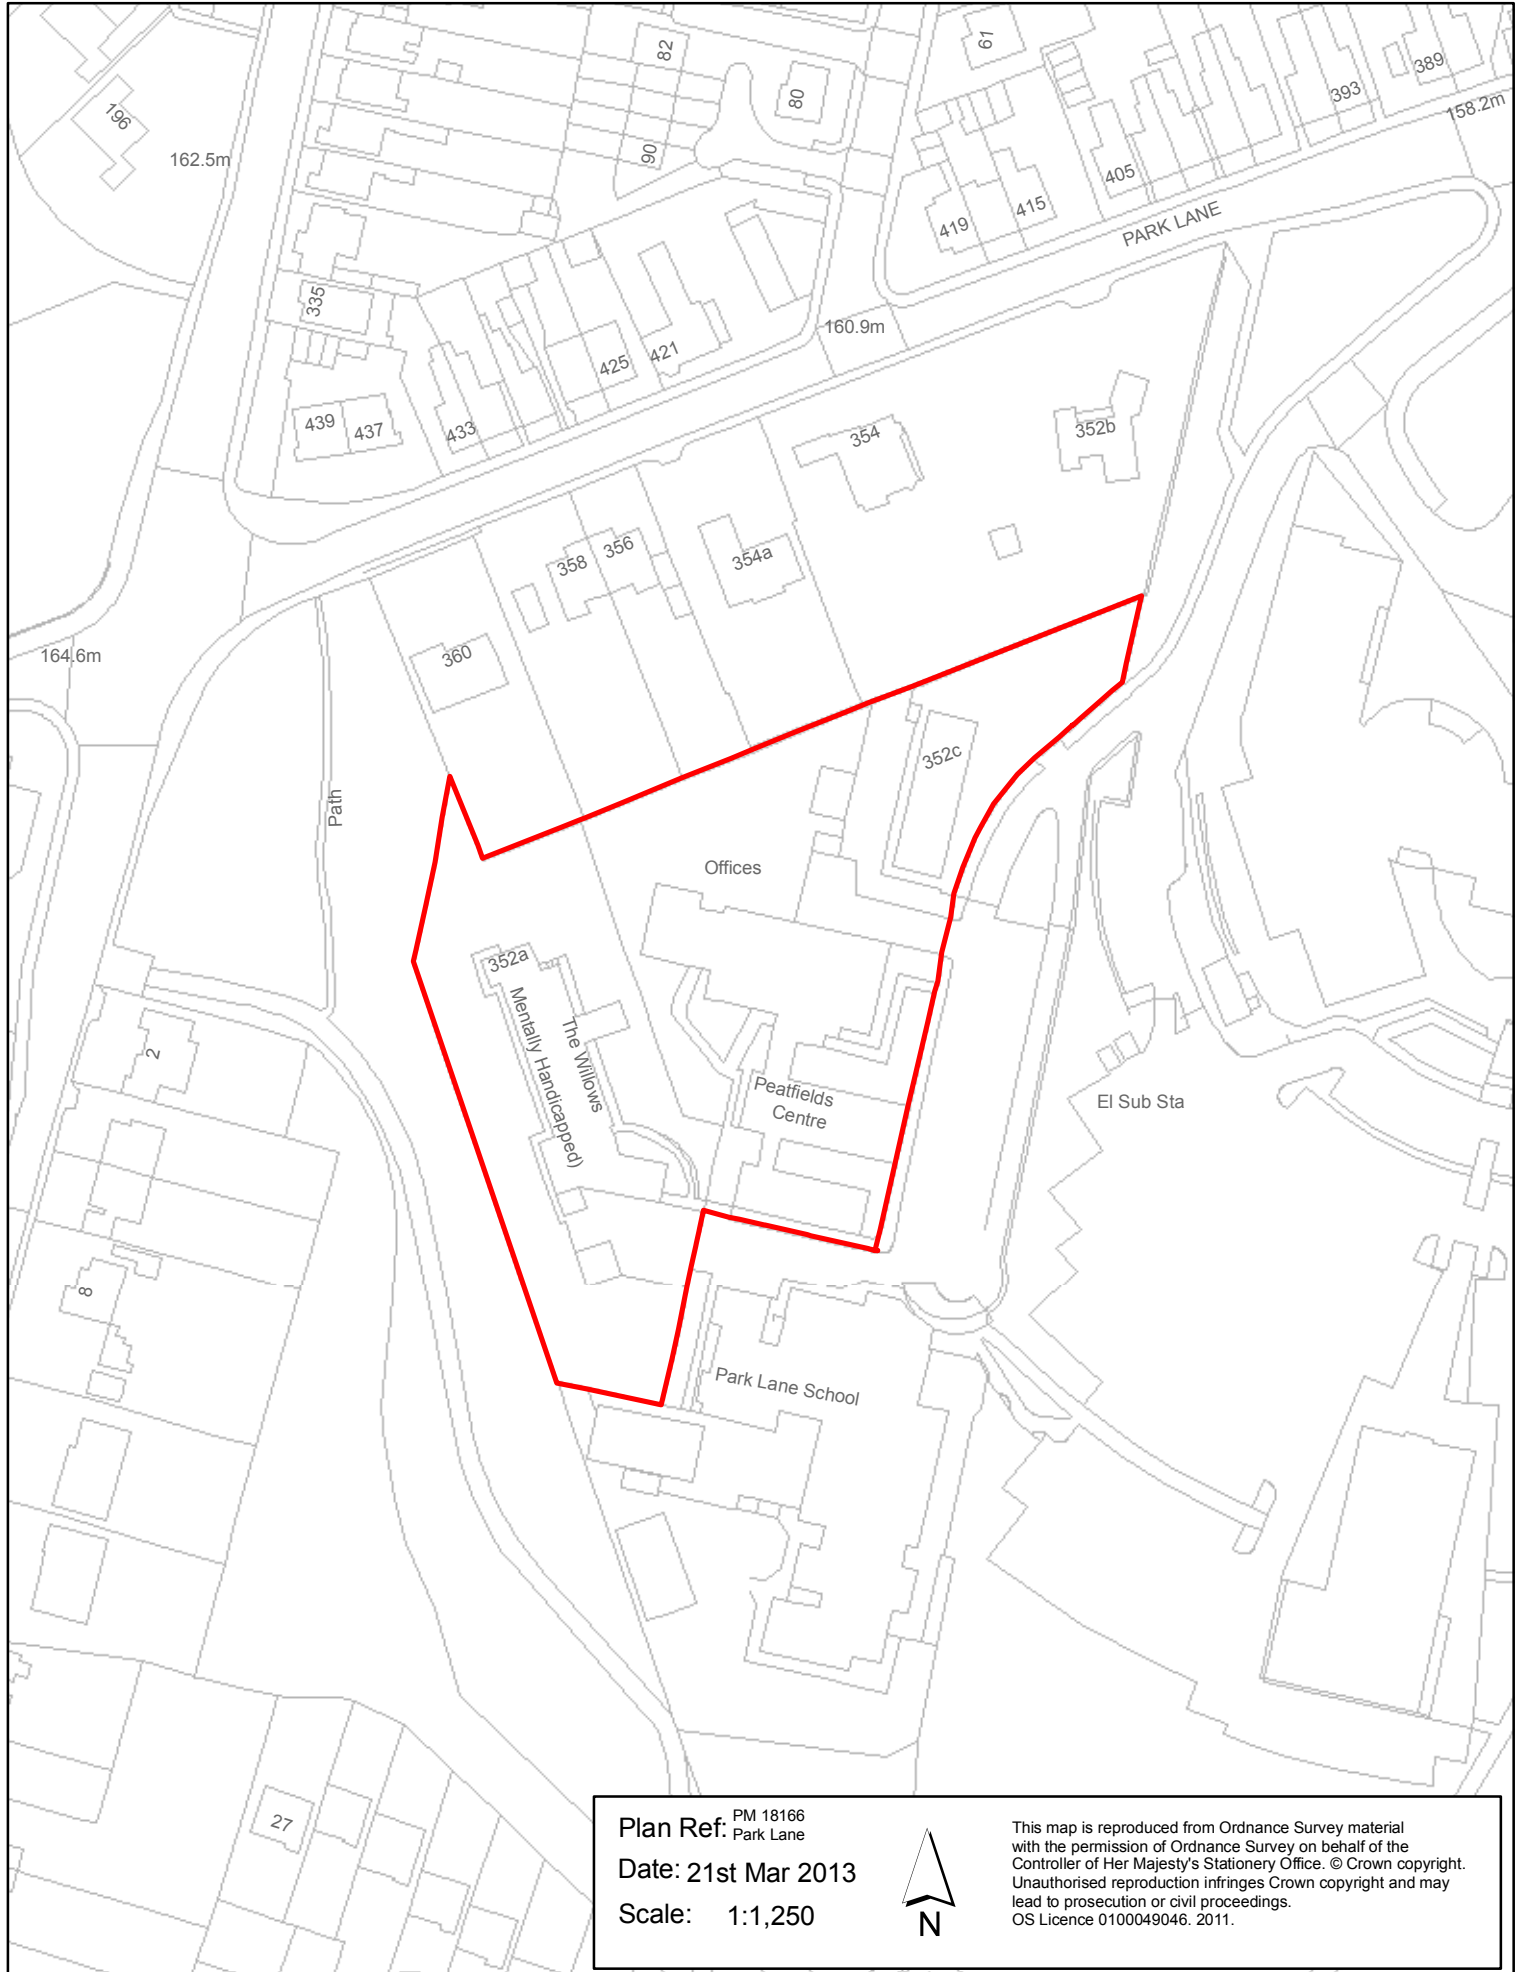 82
61
389
80
393
196
158.2m
162.5m
90
405
415
PARK LANE
419
335
160.9m
421
425
439
437
433
354
352b
356
358
354a
360
164.6m
352c
Path
Offices
352a
Mentally Handicapped)
The Willows
2
Peatfields
Centre
El Sub Sta
8
Park Lane School
27
Plan Ref: PM 18166
Park Lane
Date: 21st Mar 2013
Scale: 1:1,250
N
This map is reproduced from Ordnance Survey material
with the permission of Ordnance Survey on behalf of the
Controller of Her Majesty's Stationery Office. © Crown copyright.
Unauthorised reproduction infringes Crown copyright and may
lead to prosecution or civil proceedings.
OS Licence 0100049046. 2011.